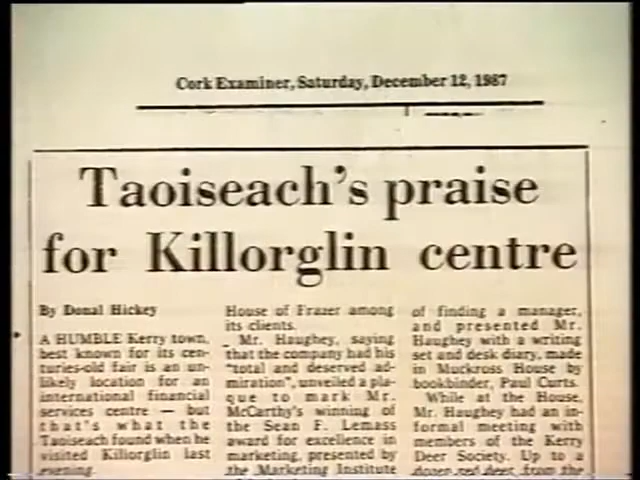 Cork Examiner, Saturday, December 12, 1987
Taoiseach's praise
for Killorglin centre
By Donal Hickey
A HUMBLE Kerry town,
best known for its cen-
turies-old fair is an un-
likely location for an
international financial
services centre — but
that's what the
Taoiseach found when he
visited Killorglin last
evening.
House of Frazer among
its clients.
Mr. Haughey, saying
that the company had his
"total and deserved ad-
miration", unveiled a pla-
que to mark Mr.
McCarthy's winning of
the Sean F. Lemass
award for excellence in
marketing, presented by
the Marketing Institute
of finding a manager,
and presented Mr.
Haughey with a writing
set and desk diary, made
in Muckross House by
bookbinder, Paul Curts.
While at the House,
Mr. Haughey had an in-
formal meeting with
members of the Kerry
Deer Society. Up to a
dozen red deer from the